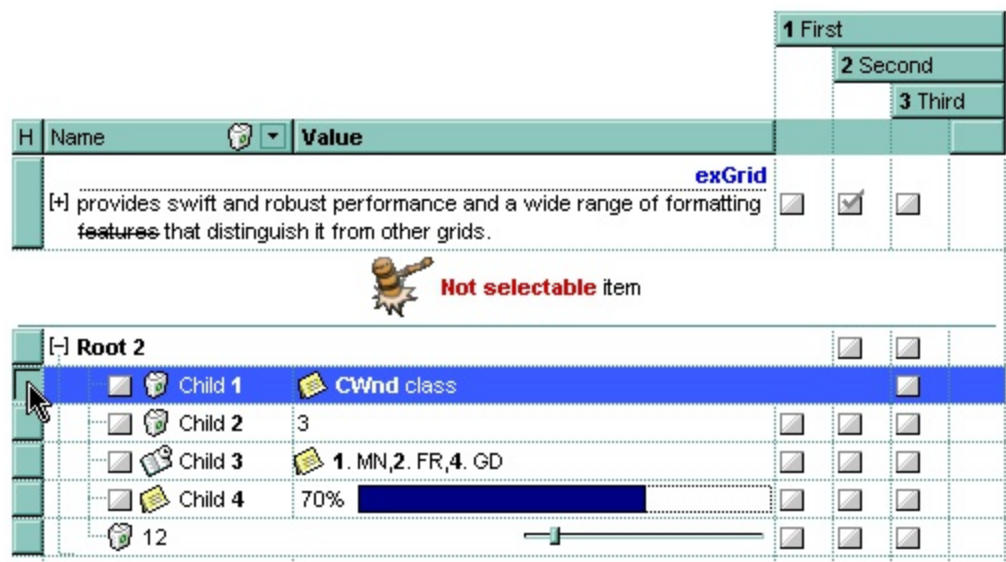 1 First
2 Second
3 Third
H Name Value
exGrid
[+] provides swift and robust performance and a wide range of formatting
features that distinguish it from other grids.
Not selectable item
[-] Root 2
Child 1 CWnd class
Child 2 3
Child 3 1. MN,2. FR,4. GD
Child 4 70%
12